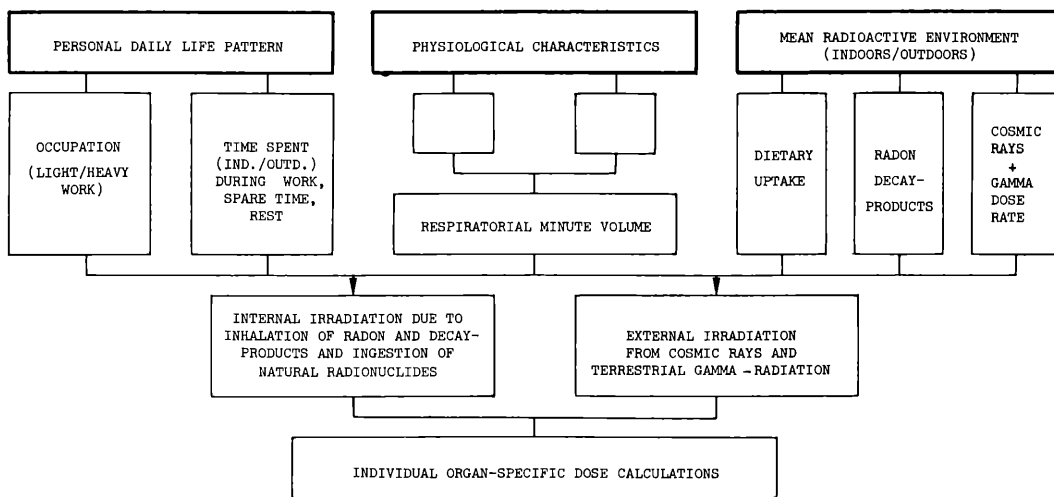 PERSONAL DAILY LIFE PATTERN
PHYSIOLOGICAL CHARACTERISTICS
MEAN RADIOACTIVE ENVIRONMENT
(INDOORS/OUTDOORS)
OCCUPATION
(LIGHT/HEAVY
WORK)
TIME SPENT
(IND./OUTD.)
DURING WORK,
SPARE TIME,
REST
DIETARY
UPTAKE
RADON
DECAY-
PRODUCTS
COSMIC
RAYS
+
GAMMA
DOSE
RATE
RESPIRATORIAL MINUTE VOLUME
INTERNAL IRRADIATION DUE TO
INHALATION OF RADON AND DECAY-
PRODUCTS AND INGESTION OF
NATURAL RADIONUCLIDES
EXTERNAL IRRADIATION
FROM COSMIC RAYS AND
TERRESTRIAL GAMMA -RADIATION
INDIVIDUAL ORGAN-SPECIFIC DOSE CALCULATIONS